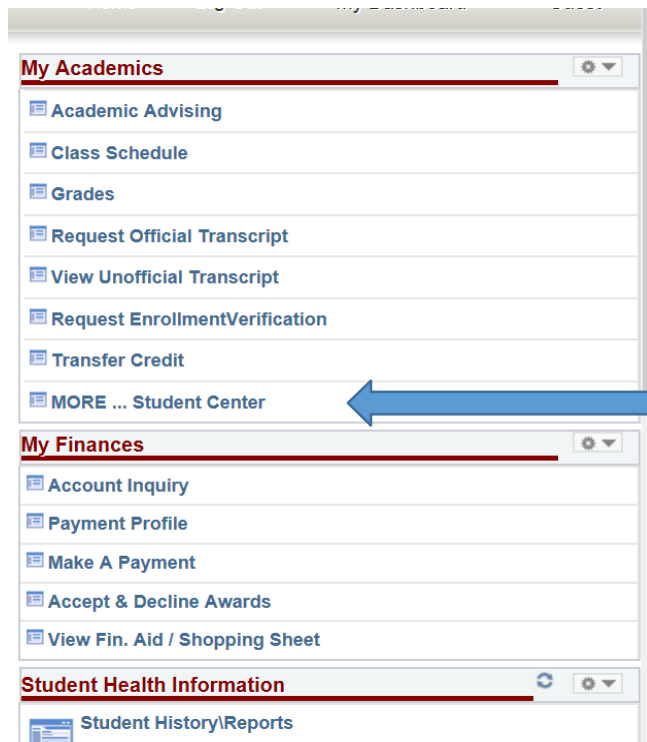 My Academics
Academic Advising
Class Schedule
Grades
Request Official Transcript
View Unofficial Transcript
Request EnrollmentVerification
Transfer Credit
MORE ... Student Center
My Finances
Account Inquiry
Payment Profile
Make A Payment
Accept & Decline Awards
View Fin. Aid / Shopping Sheet
Student Health Information
Student History\Reports